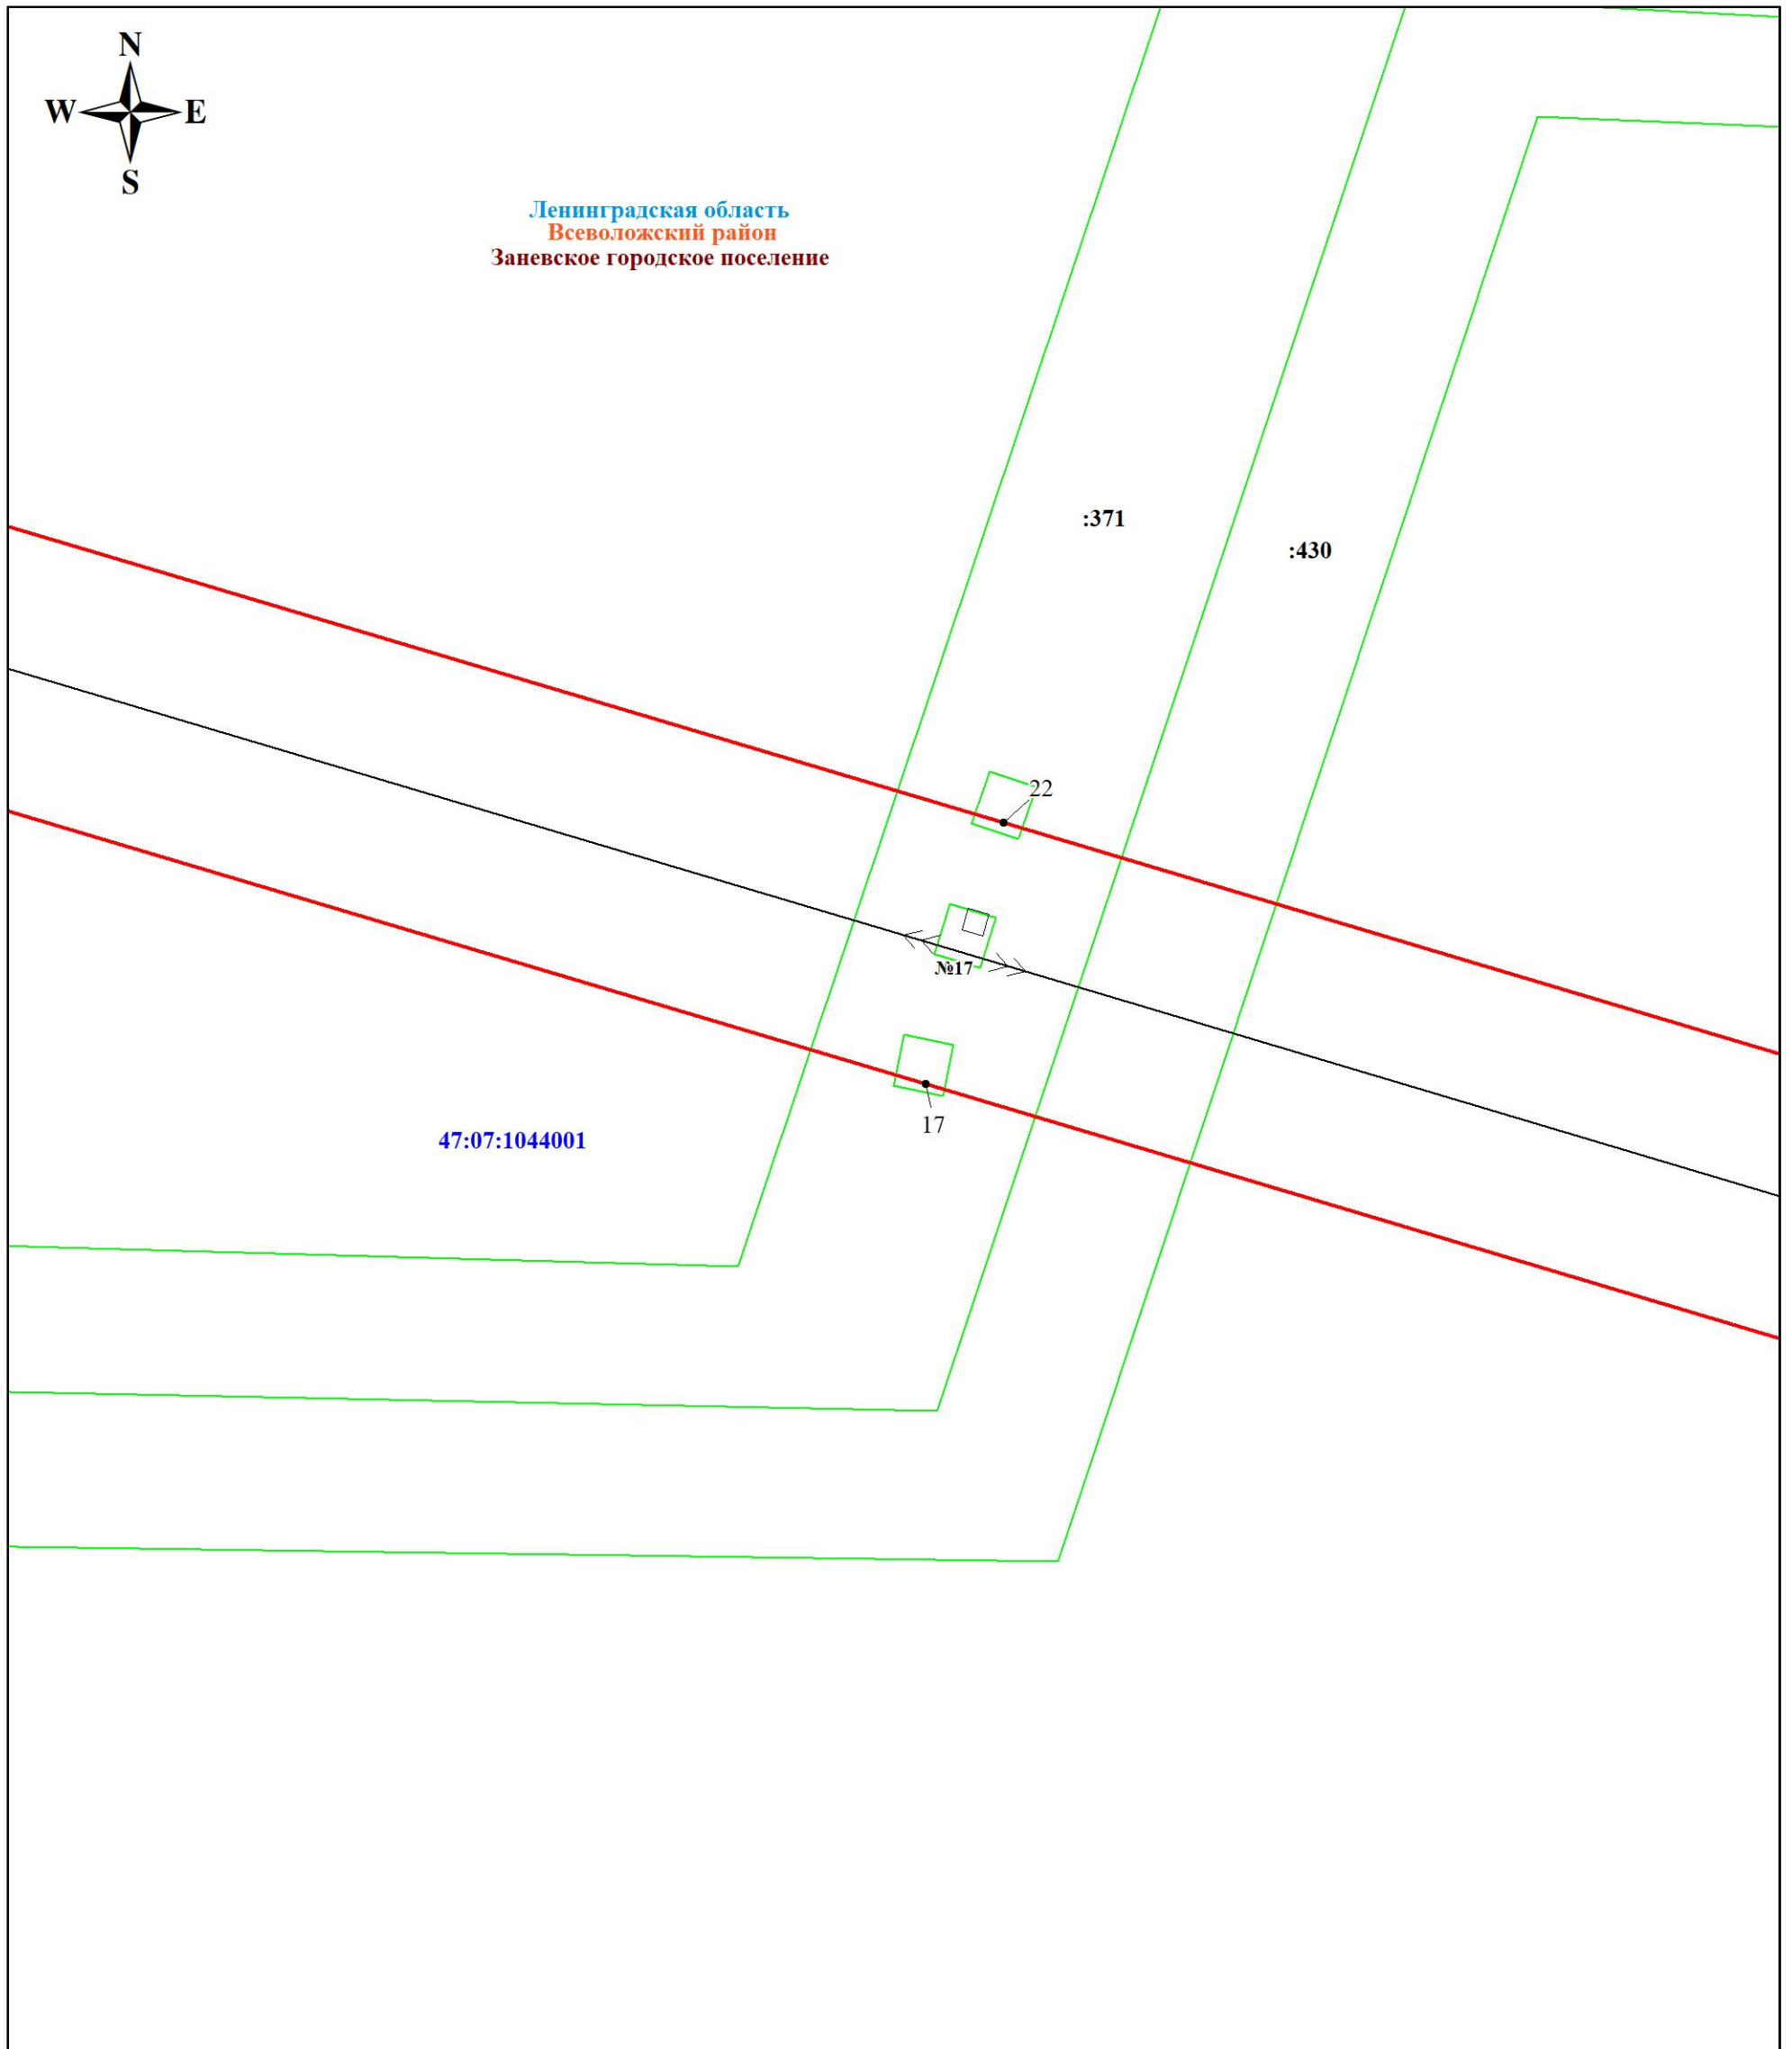 N
W E
S
Ленинградская область
Всеволожский район
Заневское городское поселение
:371
:430
22
№17
17
47:07:1044001